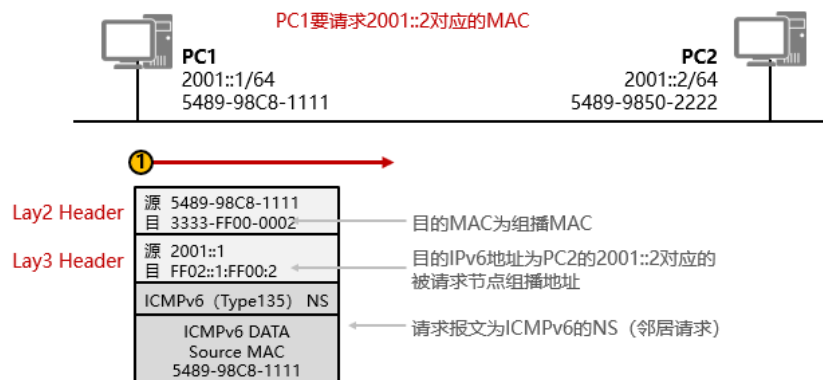 PC1要请求2001::2对应的MAC
PC1
2001::1/64
5489-98C8-1111
PC2
2001::2/64
5489-9850-2222
1
Lay2 Header
源 5489-98C8-1111
目 3333-FF00-0002
目的MAC为组播MAC
Lay3 Header
源 2001::1
目 FF02::1:FF00:2
目的IPv6地址为PC2的2001::2对应的
被请求节点组播地址
ICMPv6（Type135） NS
ICMPv6 DATA
Source MAC
5489-98C8-1111
请求报文为ICMPv6的NS（邻居请求）